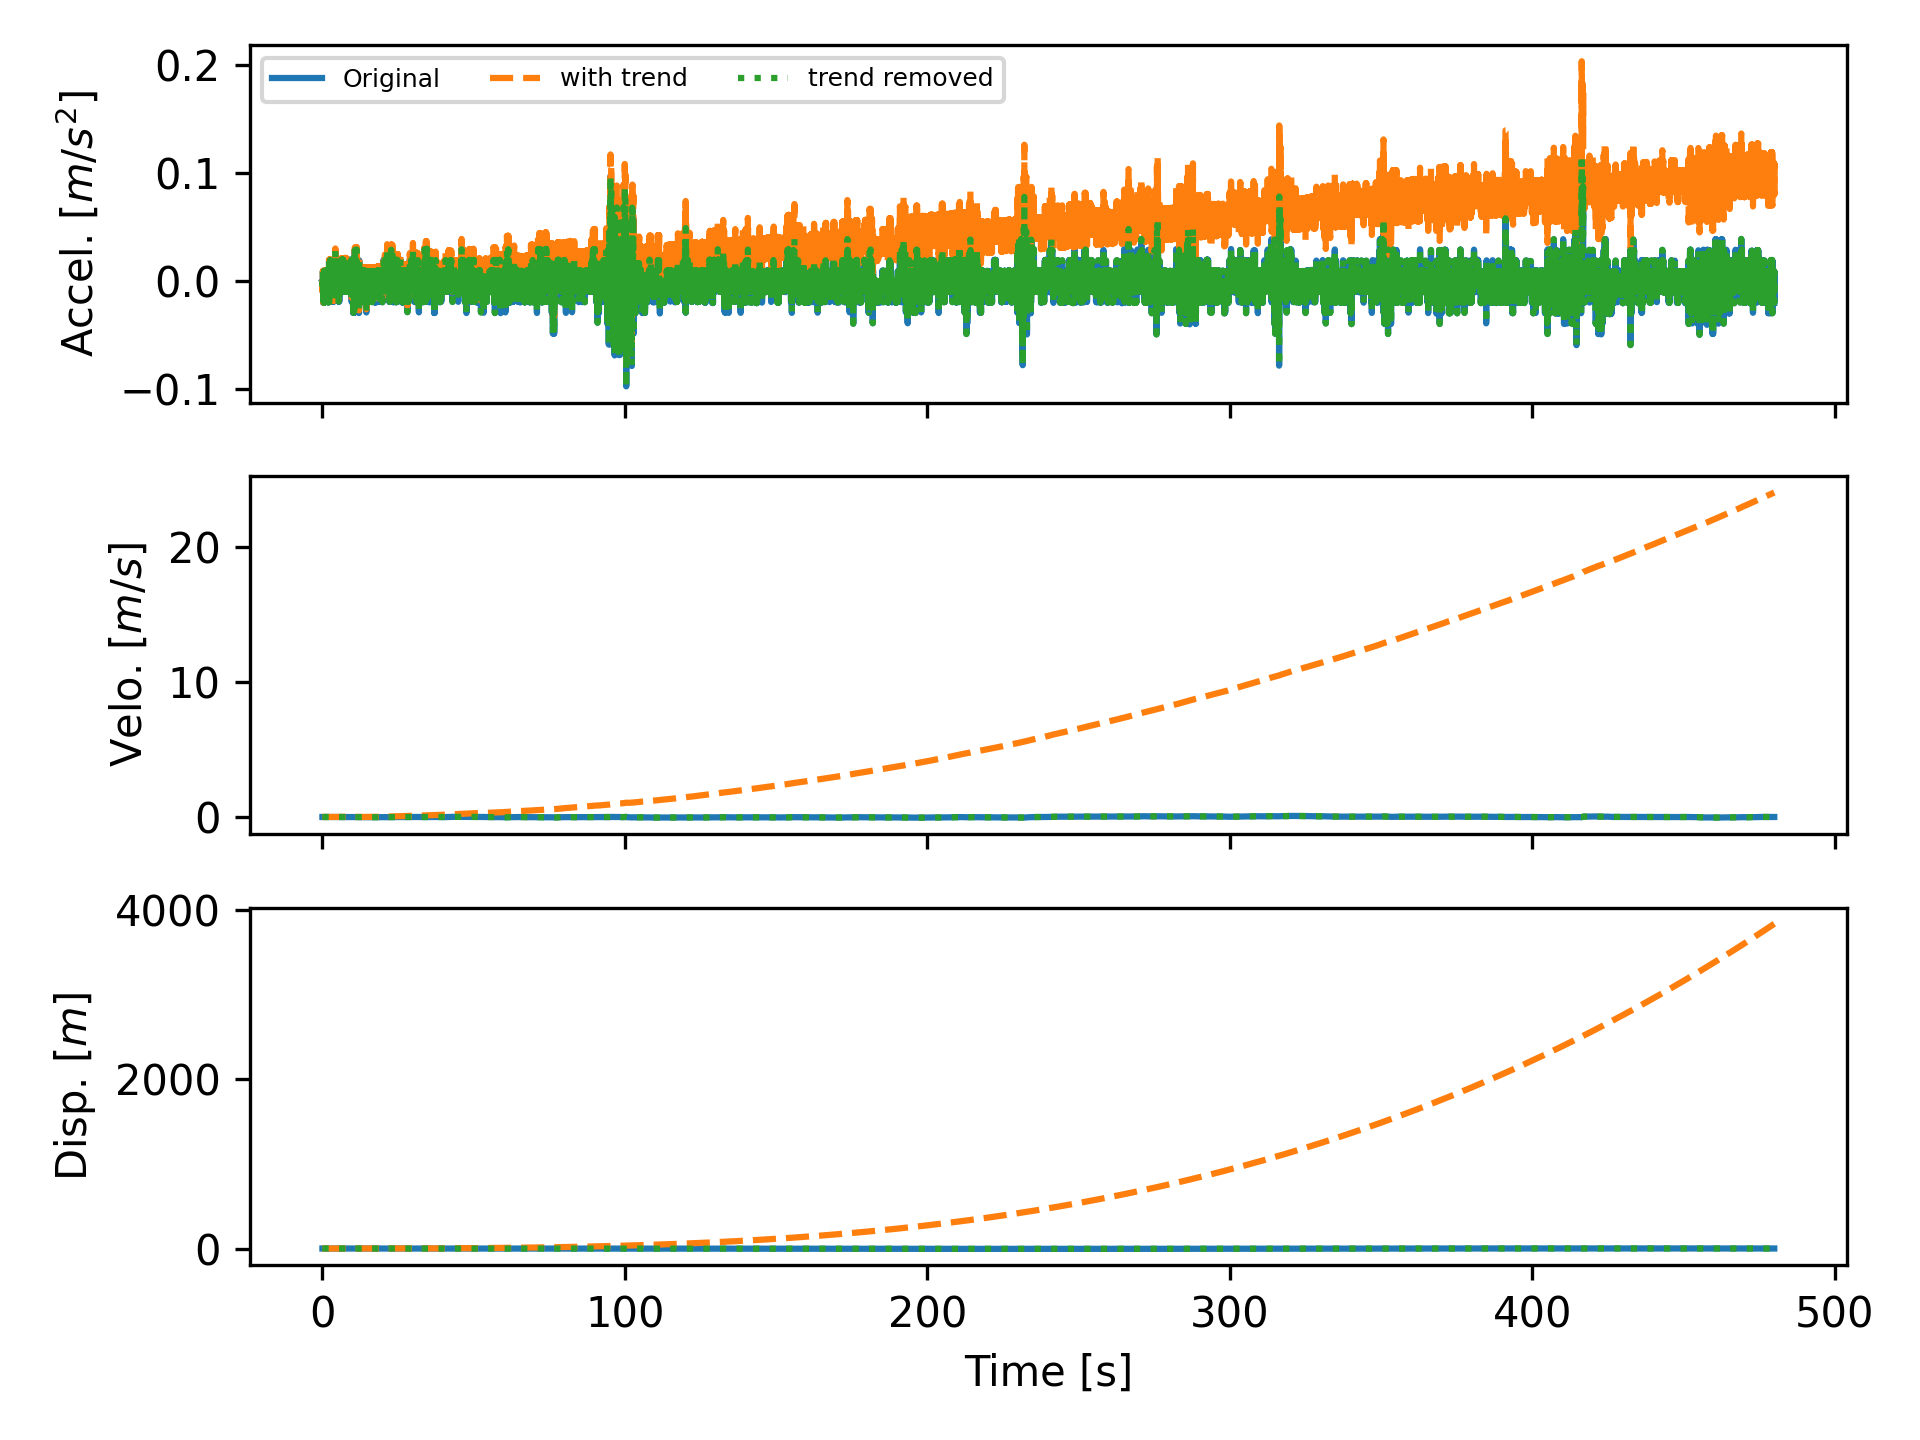 Accel. [m/s²]
0.2
0.1
0.0
−0.1
Original with trend trend removed
Velo. [m/s]
20
10
0
Disp. [m]
4000
2000
0
0 100 200 300 400 500
Time [s]